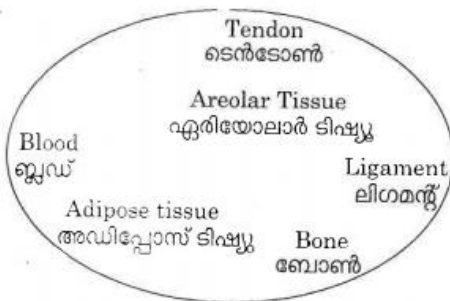 Tendon
ടെൻടോൺ
Areolar Tissue
ഏരിയോലാർ ടിഷ്യൂ
Blood
ബ്ലഡ്
Ligament
ലിഗമന്റ്
Adipose tissue
അഡിപ്പോസ് ടിഷ്യു
Bone
ബോൺ